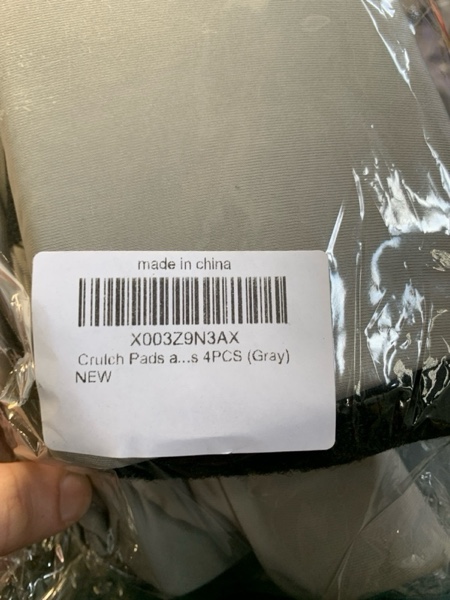 made in china
X003Z9N3AX
Crutch Pads a...s 4PCS (Gray)
NEW